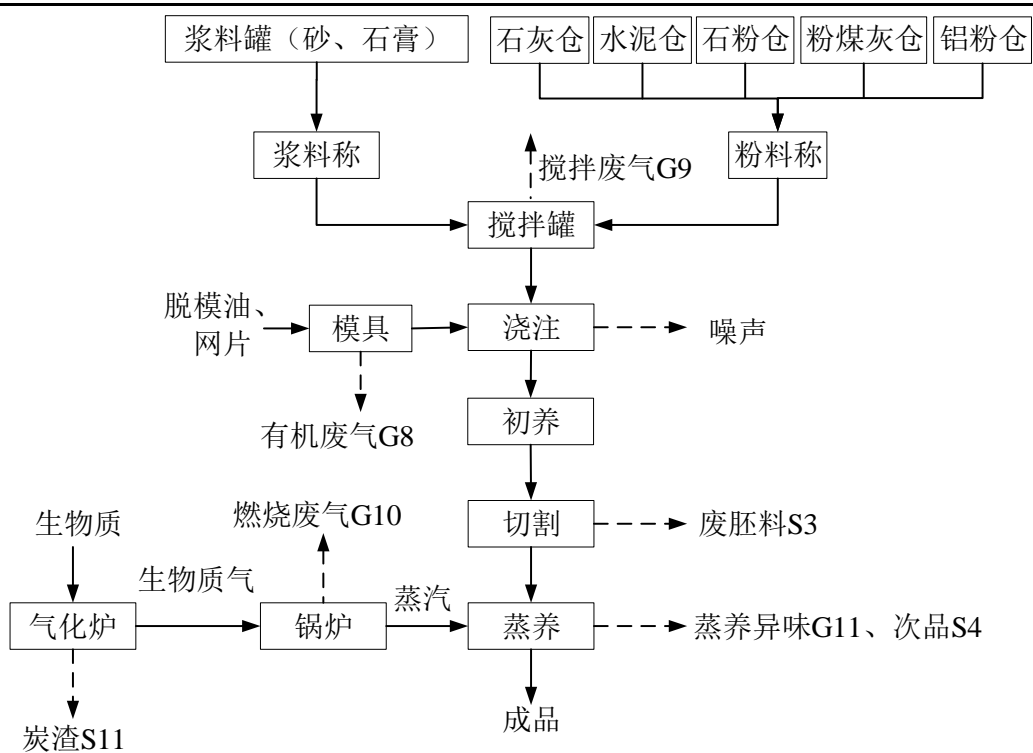 浆料罐（砂、石膏）
石灰仓
水泥仓
石粉仓
粉煤灰仓
铝粉仓
浆料称
搅拌废气G9
粉料称
搅拌罐
脱模油、
网片
模具
浇注
噪声
有机废气G8
初养
生物质
燃烧废气G10
切割
废胚料S3
生物质气
蒸汽
气化炉
锅炉
蒸养
蒸养异味G11、次品S4
炭渣S11
成品